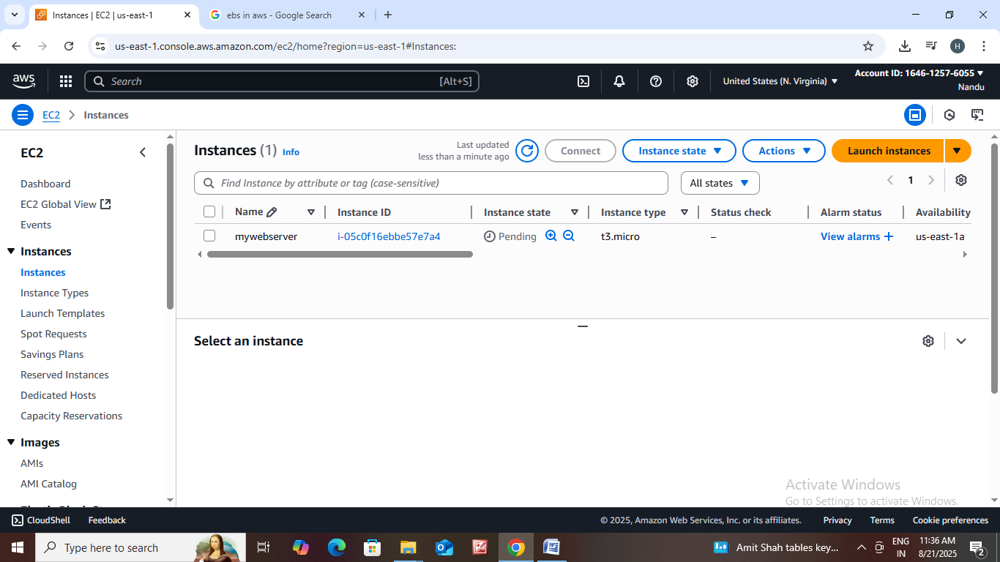 Instances | EC2 | us-east-1
ebs in aws - Google Search
us-east-1.console.aws.amazon.com/ec2/home?region=us-east-1#Instances:
H
aws
Search
[Alt+S]
United States (N. Virginia)
Account ID: 1646-1257-6055
Nandu
EC2
Instances
EC2
Dashboard
EC2 Global View
Events
Instances
Instances
Instance Types
Launch Templates
Spot Requests
Savings Plans
Reserved Instances
Dedicated Hosts
Capacity Reservations
Images
AMIs
AMI Catalog
Instances (1) Info
Last updated
less than a minute ago
Connect
Instance state
Actions
Launch instances
Find Instance by attribute or tag (case-sensitive)
All states
1
Name Instance ID Instance state Instance type Status check Alarm status Availability
mywebserver i-05c0f16ebbe57e7a4 Pending t3.micro – View alarms + us-east-1a
Select an instance
Activate Windows
Go to Settings to activate Windows.
CloudShell Feedback
© 2025, Amazon Web Services, Inc. or its affiliates. Privacy Terms Cookie preferences
Type here to search
Amit Shah tables key...
ENG
IN
11:36 AM
8/21/2025
2